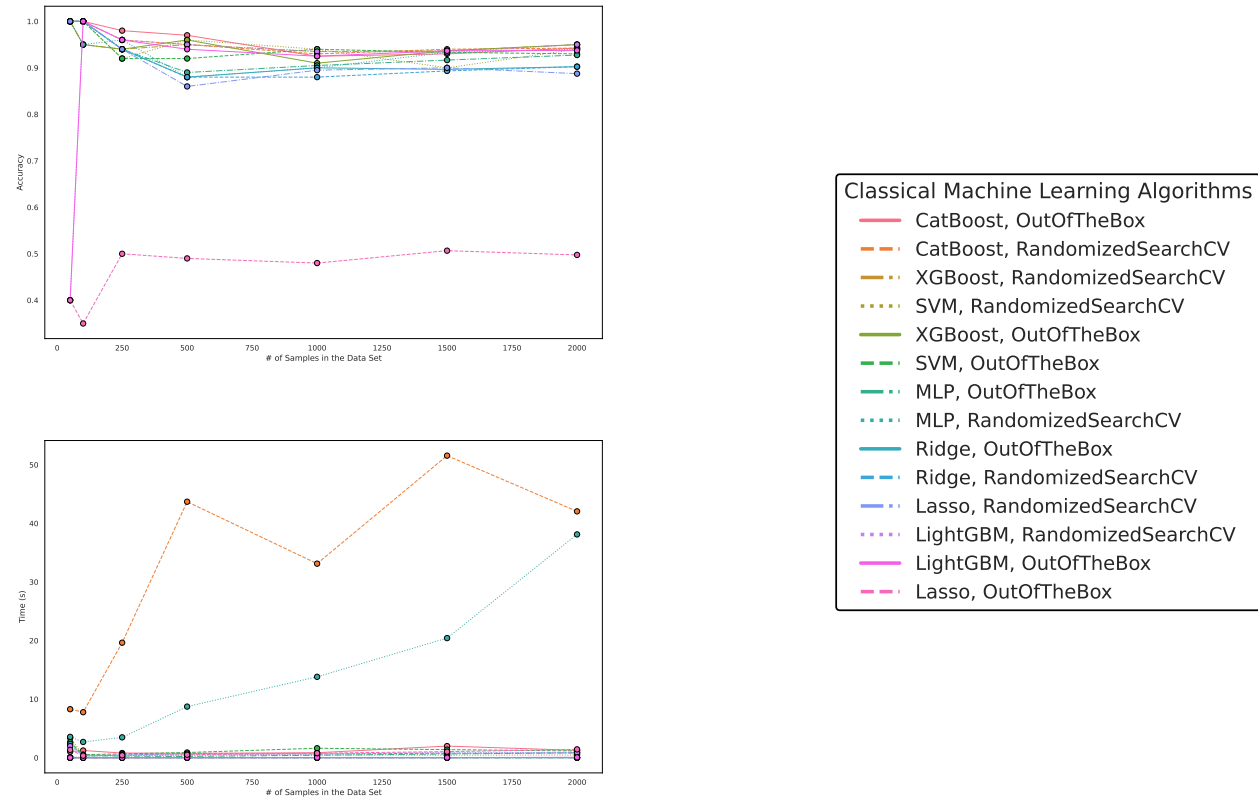 1.0
0.9
0.8
0.7
0.6
0.5
0.4
Accuracy
0 250 500 750 1000 1250 1500 1750 2000
# of Samples in the Data Set
50
40
30
20
10
0
Time (s)
0 250 500 750 1000 1250 1500 1750 2000
# of Samples in the Data Set
Classical Machine Learning Algorithms
CatBoost, OutOfTheBox
CatBoost, RandomizedSearchCV
XGBoost, RandomizedSearchCV
SVM, RandomizedSearchCV
XGBoost, OutOfTheBox
SVM, OutOfTheBox
MLP, OutOfTheBox
MLP, RandomizedSearchCV
Ridge, OutOfTheBox
Ridge, RandomizedSearchCV
Lasso, RandomizedSearchCV
LightGBM, RandomizedSearchCV
LightGBM, OutOfTheBox
Lasso, OutOfTheBox